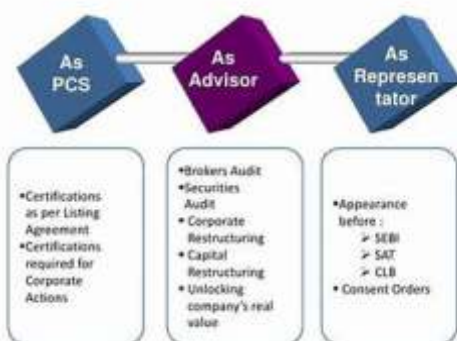 As
PCS
As
Advisor
As
Represen
tator
•Certifications
as per Listing
Agreement
•Certifications
required for
Corporate
Actions
•Brokers Audit
•Securities
Audit
• Corporate
Restructuring
• Capital
Restructuring
• Unlocking
company's real
value
•Appearance
before :
➢ SEBI
➢ SAT
➢ CLB
• Consent Orders